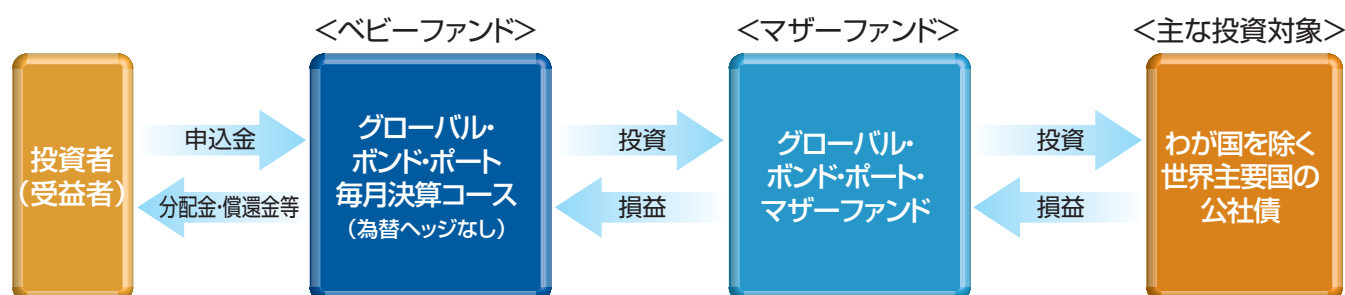 <ベビーファンド>
<マザーファンド>
<主な投資対象>
投資者
(受益者)
申込金
分配金・償還金等
グローバル・
ボンド・ポート
毎月決算コース
(為替ヘッジなし)
投資
損益
グローバル・
ボンド・ポート・
マザーファンド
投資
損益
わが国を除く
世界主要国の
公社債